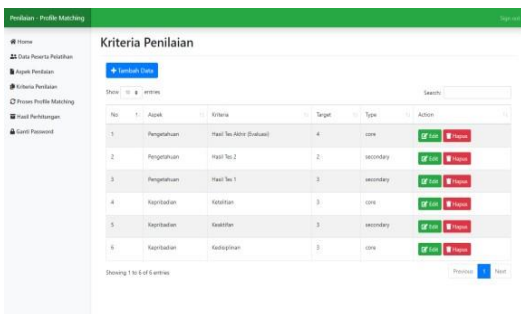 Penilaian - Profile Matching
Sign out
Home
Data Peserta Pelatihan
Aspek Penilaian
Kriteria Penilaian
Proses Profile Matching
Hasil Perhitungan
Ganti Password
Kriteria Penilaian
+ Tambah Data
Show 10 entries
Search:
No Aspek Kriteria Target Type Action
1 Pengetahuan Hasil Tes Akhir (Evaluasi) 4 core Edit Hapus
2 Pengetahuan Hasil Tes 2 2 secondary Edit Hapus
3 Pengetahuan Hasil Tes 1 3 secondary Edit Hapus
4 Kepribadian Ketelitian 3 core Edit Hapus
5 Kepribadian Keaktifan 3 secondary Edit Hapus
6 Kepribadian Kedisiplinan 3 core Edit Hapus
Showing 1 to 6 of 6 entries
Previous 1 Next